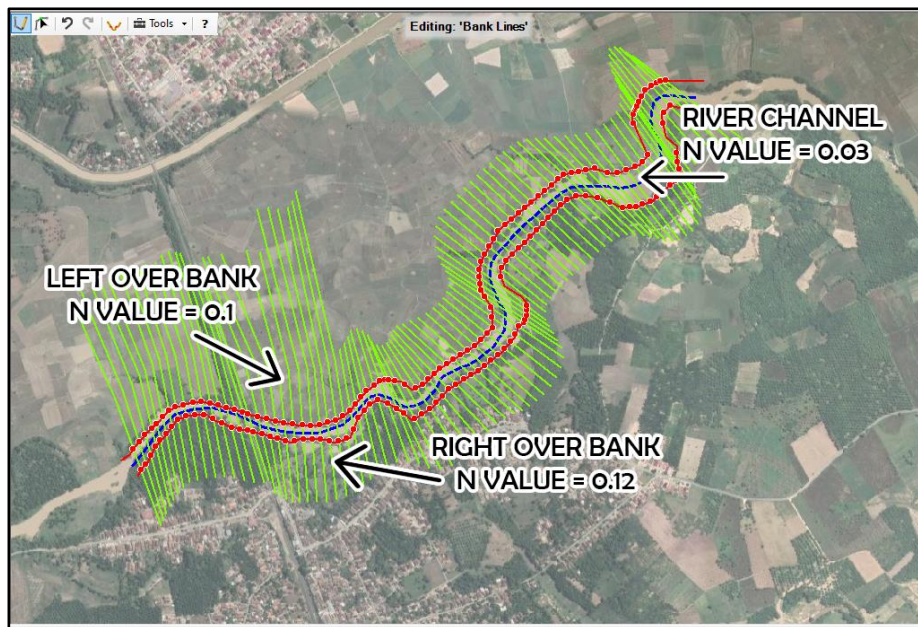 Tools ?
Editing: 'Bank Lines'
RIVER CHANNEL
N VALUE = 0.03
LEFT OVER BANK
N VALUE = 0.1
RIGHT OVER BANK
N VALUE = 0.12